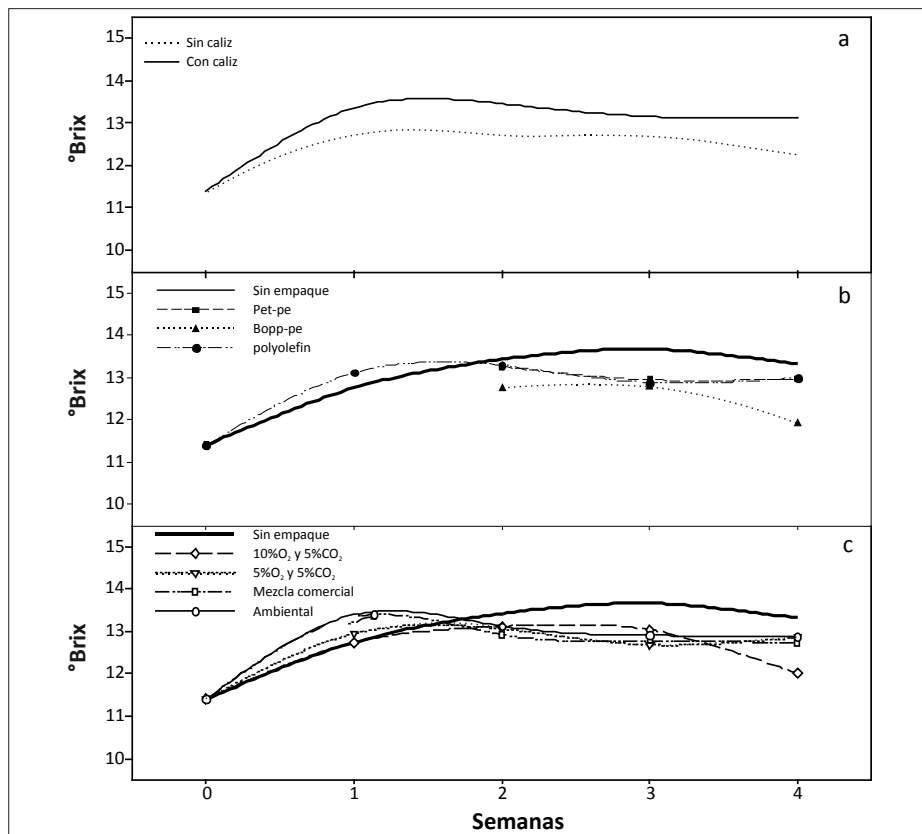 a
15
Sin caliz
Con caliz
14
13
°Brix
12
11
10
b
15
Sin empaque
Pet-pe
Bopp-pe
polyolefin
14
13
°Brix
12
11
10
c
Sin empaque
10%O₂ y 5%CO₂
5%O₂ y 5%CO₂
Mezcla comercial
Ambiental
15
14
13
°Brix
12
11
10
0 1 2 3 4
Semanas